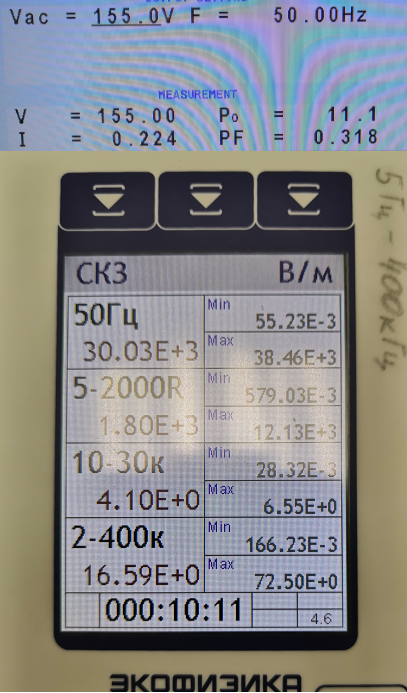 Vac = 155.0V F = 50.00Hz
MEASUREMENT
V = 155.00 Po = 11.1
I = 0.224 PF = 0.318
5Гц - 400кГц
СКЗ В/м
50Гц Min 55.23E-3
30.03E+3 Max 38.46E+3
5-2000R Min 579.03E-3
1.80E+3 Max 12.13E+3
10-30к Min 28.32E-3
4.10E+0 Max 6.55E+0
2-400к Min 166.23E-3
16.59E+0 Max 72.50E+0
000:10:11 4.6
ЭКОФИЗИКА